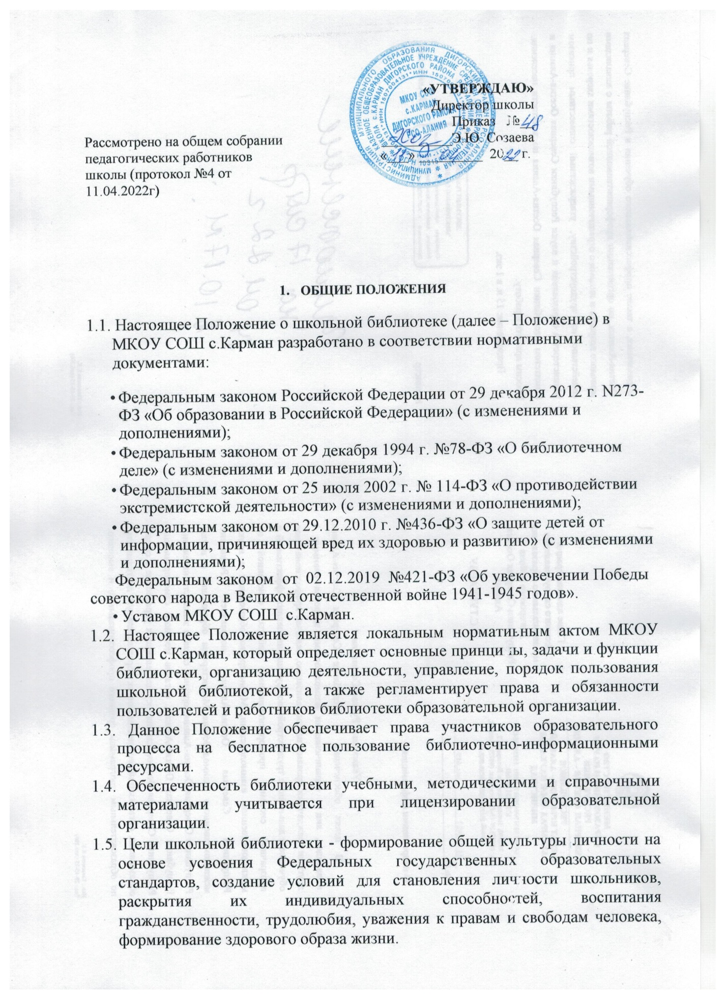 «УТВЕРЖДАЮ»
Директор школы
Приказ № 48
Э.Ю. Созаева
«13» 04 2022 г.
МУНИЦИПАЛЬНОГО ОБРАЗОВАНИЯ ДИГОРСКИЙ РАЙОН РСО-АЛАНИЯ
МКОУ СОШ
с.КАРМАН
ДИГОРСКОГО РАЙОНА
РСО-АЛАНИЯ
Рассмотрено на общем собрании
педагогических работников
школы (протокол №4 от
11.04.2022г)
1. ОБЩИЕ ПОЛОЖЕНИЯ
1.1. Настоящее Положение о школьной библиотеке (далее – Положение) в
МКОУ СОШ с.Карман разработано в соответствии нормативными
документами:
• Федеральным законом Российской Федерации от 29 декабря 2012 г. N273-
ФЗ «Об образовании в Российской Федерации» (с изменениями и
дополнениями);
• Федеральным законом от 29 декабря 1994 г. №78-ФЗ «О библиотечном
деле» (с изменениями и дополнениями);
• Федеральным законом от 25 июля 2002 г. № 114-ФЗ «О противодействии
экстремистской деятельности» (с изменениями и дополнениями);
• Федеральным законом от 29.12.2010 г. №436-ФЗ «О защите детей от
информации, причиняющей вред их здоровью и развитию» (с изменениями
и дополнениями);
Федеральным законом от 02.12.2019 №421-ФЗ «Об увековечении Победы
советского народа в Великой отечественной войне 1941-1945 годов».
• Уставом МКОУ СОШ с.Карман.
1.2. Настоящее Положение является локальным нормативным актом МКОУ
СОШ с.Карман, который определяет основные принципы, задачи и функции
библиотеки, организацию деятельности, управление, порядок пользования
школьной библиотекой, а также регламентирует права и обязанности
пользователей и работников библиотеки образовательной организации.
1.3. Данное Положение обеспечивает права участников образовательного
процесса на бесплатное пользование библиотечно-информационными
ресурсами.
1.4. Обеспеченность библиотеки учебными, методическими и справочными
материалами учитывается при лицензировании образовательной
организации.
1.5. Цели школьной библиотеки - формирование общей культуры личности на
основе усвоения Федеральных государственных образовательных
стандартов, создание условий для становления личности школьников,
раскрытия их индивидуальных способностей, воспитания
гражданственности, трудолюбия, уважения к правам и свободам человека,
формирование здорового образа жизни.